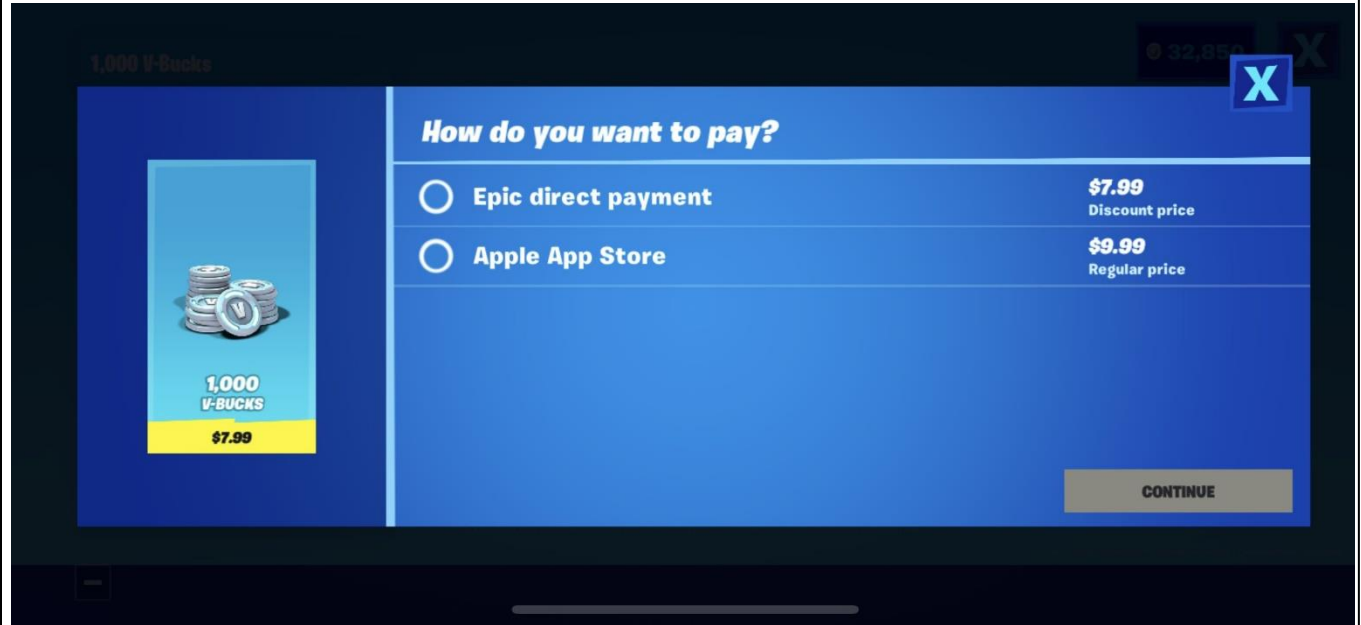 1,000 V-Bucks
32,850
X
X
How do you want to pay?
Epic direct payment
$7.99
Discount price
Apple App Store
$9.99
Regular price
1,000
V-BUCKS
$7.99
CONTINUE